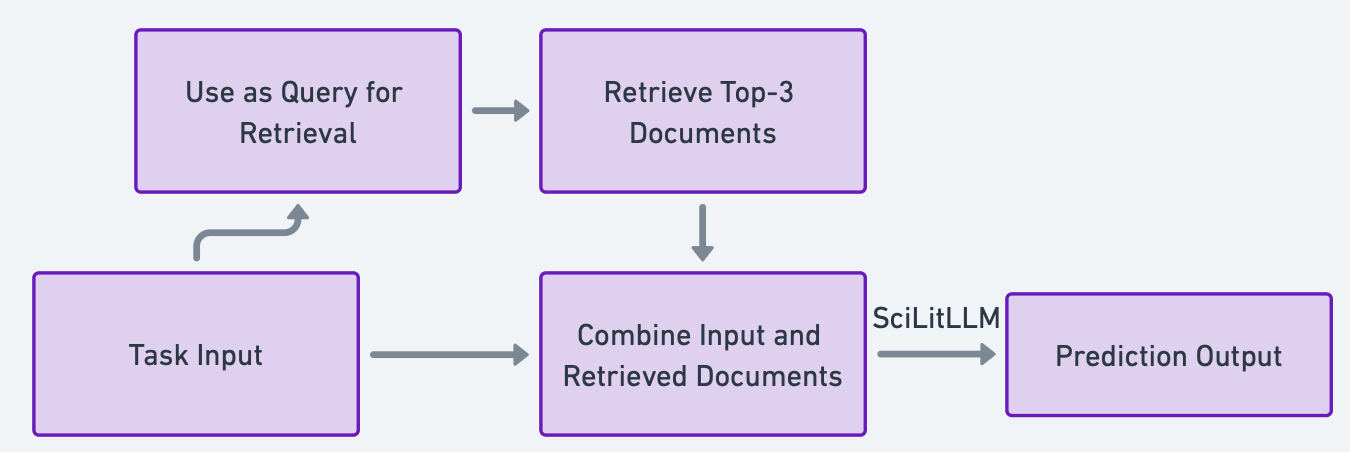 Use as Query for
Retrieval
Retrieve Top-3
Documents
Task Input
Combine Input and
Retrieved Documents
SciLitLLM
Prediction Output